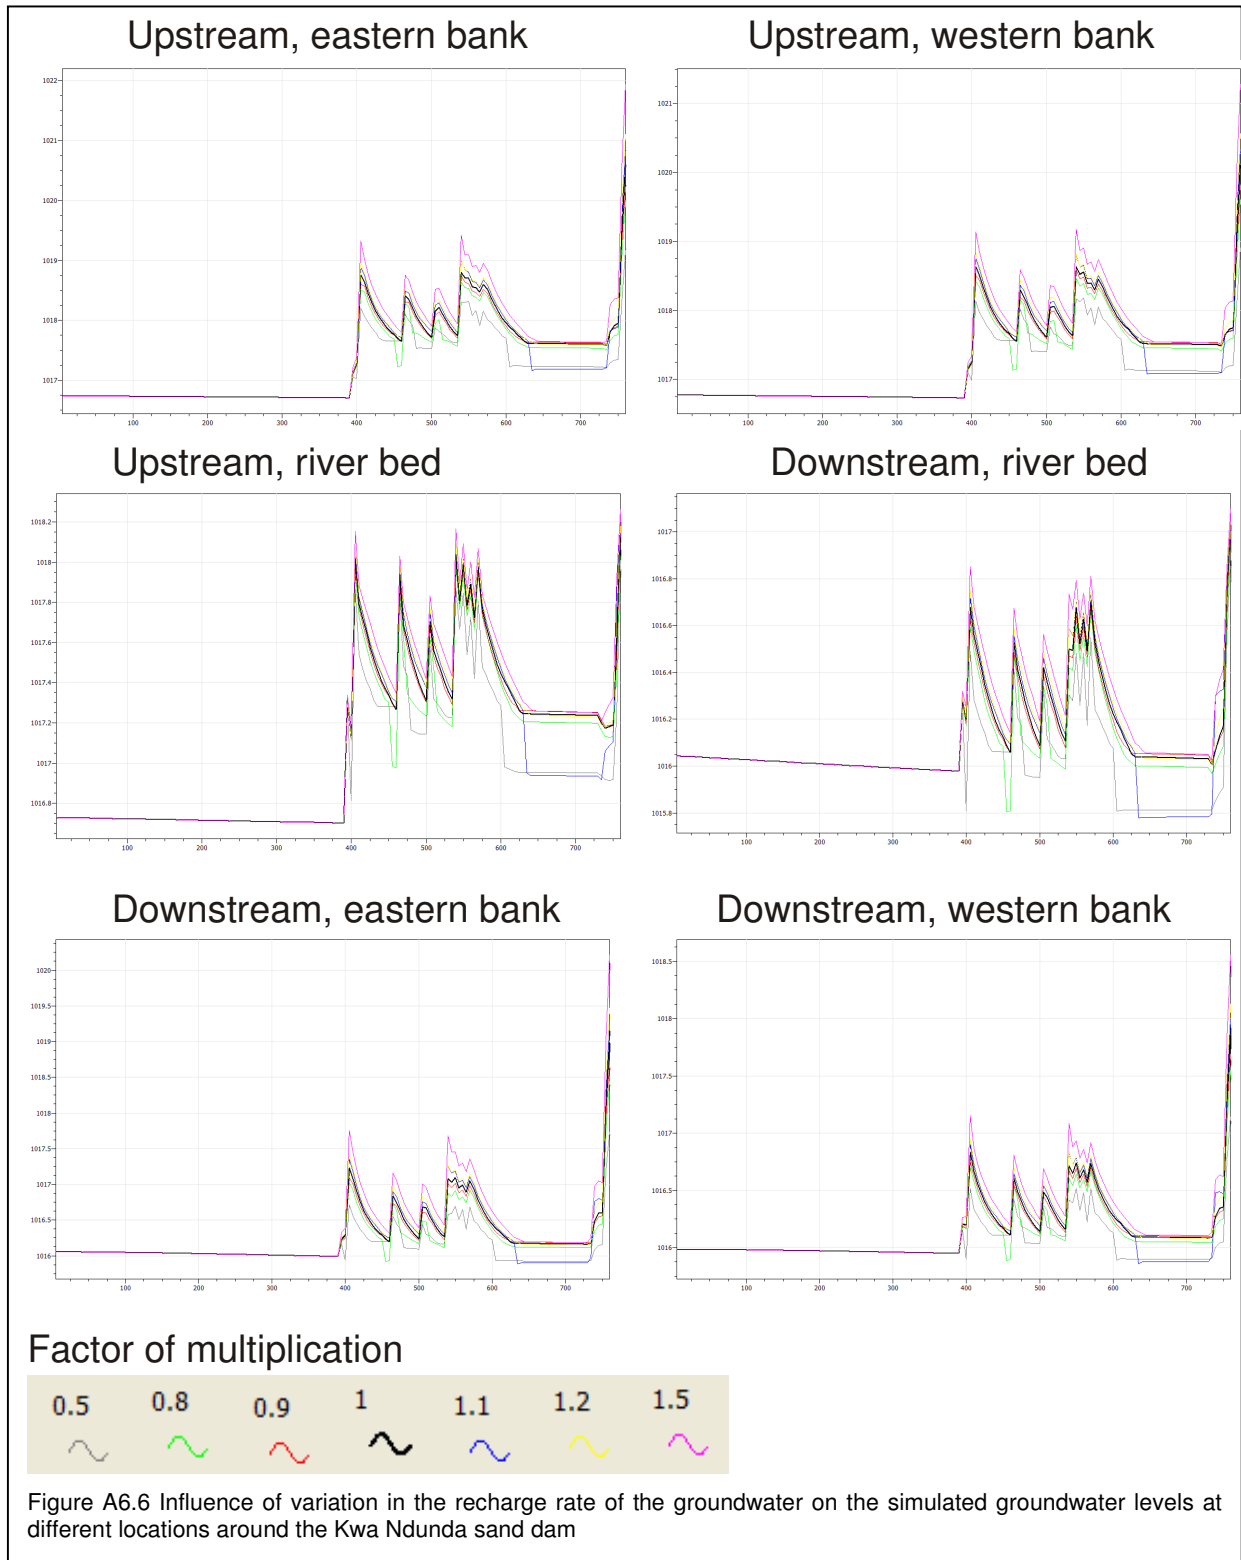 Upstream, eastern bank
Upstream, western bank
1022
1021
1020
1019
1018
1017
100 200 300 400 500 600 700
1021
1020
1019
1018
1017
100 200 300 400 500 600 700
Upstream, river bed
Downstream, river bed
1018.2
1018
1017.8
1017.6
1017.4
1017.2
1017
1016.8
100 200 300 400 500 600 700
1017
1016.8
1016.6
1016.4
1016.2
1016
1015.8
100 200 300 400 500 600 700
Downstream, eastern bank
Downstream, western bank
1020
1019.5
1019
1018.5
1018
1017.5
1017
1016.5
1016
100 200 300 400 500 600 700
1018.5
1018
1017.5
1017
1016.5
1016
100 200 300 400 500 600 700
Factor of multiplication
0.5 0.8 0.9 1 1.1 1.2 1.5
Figure A6.6 Influence of variation in the recharge rate of the groundwater on the simulated groundwater levels at
different locations around the Kwa Ndunda sand dam